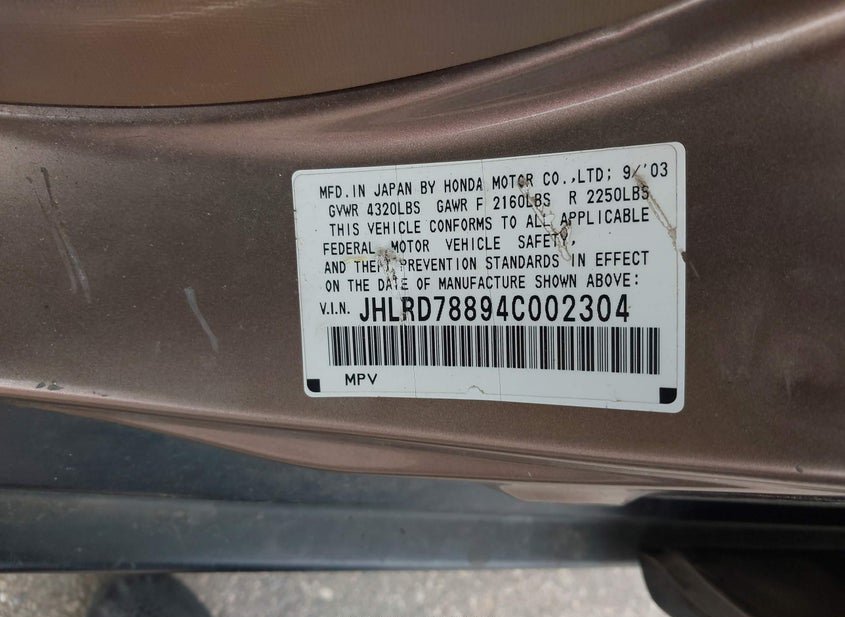 MFD.IN JAPAN BY HONDA MOTOR CO.,LTD; 9/'03
GVWR 4320LBS GAWR F 2160LBS R 2250LBS
THIS VEHICLE CONFORMS TO ALL APPLICABLE
FEDERAL MOTOR VEHICLE SAFETY,
AND THEFT PREVENTION STANDARDS IN EFFECT
ON THE DATE OF MANUFACTURE SHOWN ABOVE:
V.I.N. JHLRD78894C002304
MPV